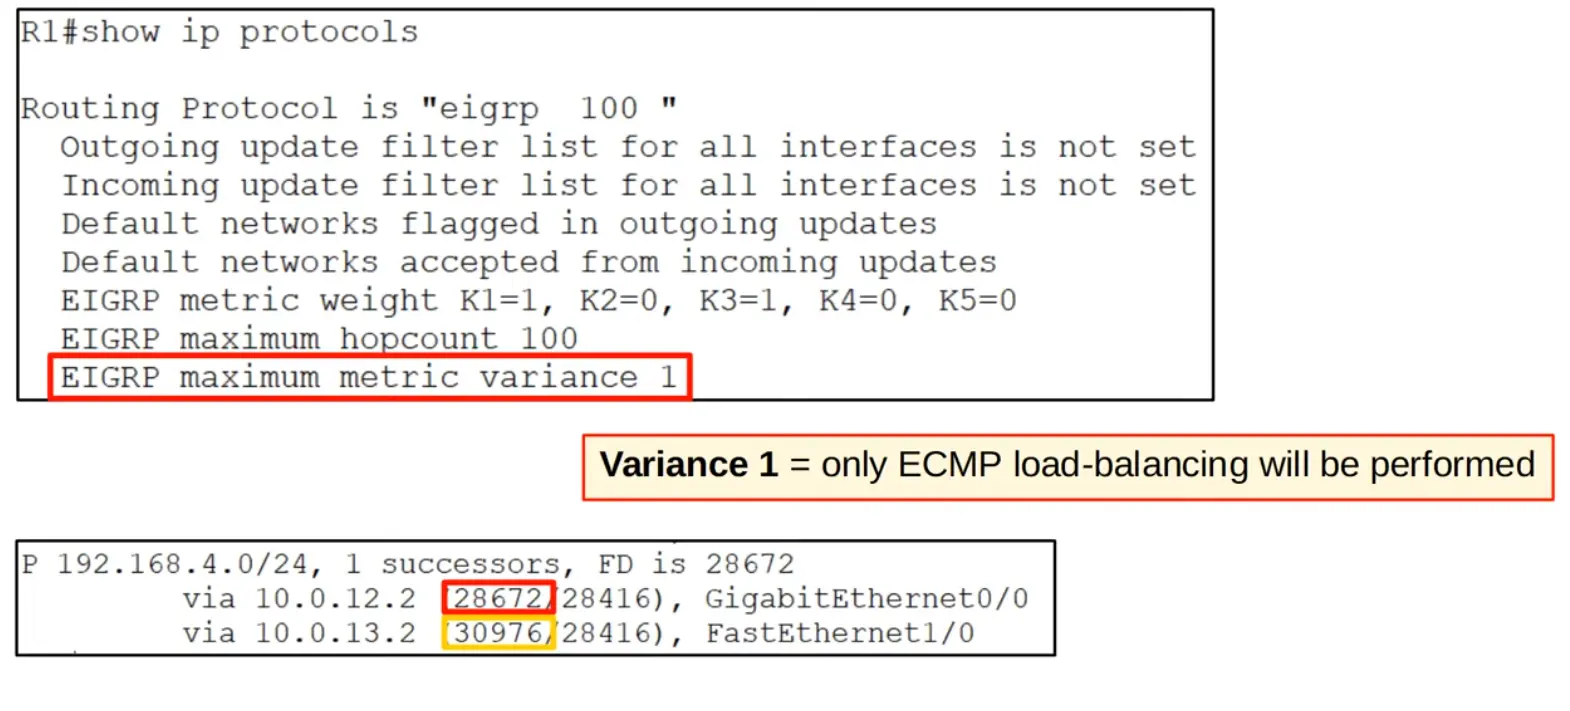 R1#show ip protocols
Routing Protocol is "eigrp  100 "
  Outgoing update filter list for all interfaces is not set
  Incoming update filter list for all interfaces is not set
  Default networks flagged in outgoing updates
  Default networks accepted from incoming updates
  EIGRP metric weight K1=1, K2=0, K3=1, K4=0, K5=0
  EIGRP maximum hopcount 100
  EIGRP maximum metric variance 1
Variance 1 = only ECMP load-balancing will be performed
P 192.168.4.0/24, 1 successors, FD is 28672
        via 10.0.12.2 (28672/28416), GigabitEthernet0/0
        via 10.0.13.2 (30976/28416), FastEthernet1/0